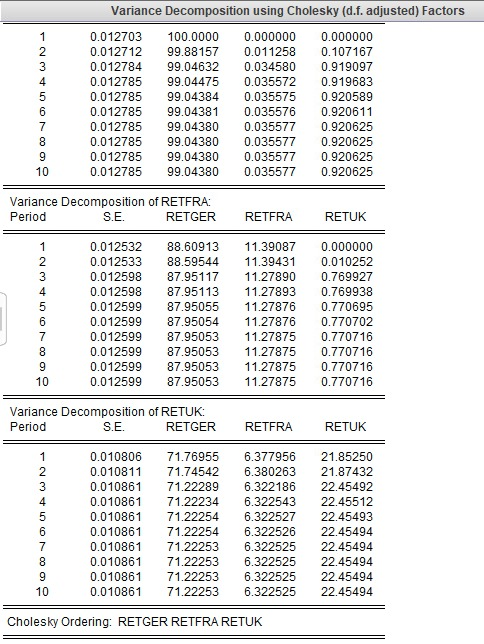 Variance Decomposition using Cholesky (d.f. adjusted) Factors
1 0.012703 100.0000 0.000000 0.000000
2 0.012712 99.88157 0.011258 0.107167
3 0.012784 99.04632 0.034580 0.919097
4 0.012785 99.04475 0.035572 0.919683
5 0.012785 99.04384 0.035575 0.920589
6 0.012785 99.04381 0.035576 0.920611
7 0.012785 99.04380 0.035577 0.920625
8 0.012785 99.04380 0.035577 0.920625
9 0.012785 99.04380 0.035577 0.920625
10 0.012785 99.04380 0.035577 0.920625
Variance Decomposition of RETFRA:
Period S.E. RETGER RETFRA RETUK
1 0.012532 88.60913 11.39087 0.000000
2 0.012533 88.59544 11.39431 0.010252
3 0.012598 87.95117 11.27890 0.769927
4 0.012598 87.95113 11.27893 0.769938
5 0.012599 87.95055 11.27876 0.770695
6 0.012599 87.95054 11.27876 0.770702
7 0.012599 87.95053 11.27875 0.770716
8 0.012599 87.95053 11.27875 0.770716
9 0.012599 87.95053 11.27875 0.770716
10 0.012599 87.95053 11.27875 0.770716
Variance Decomposition of RETUK:
Period S.E. RETGER RETFRA RETUK
1 0.010806 71.76955 6.377956 21.85250
2 0.010811 71.74542 6.380263 21.87432
3 0.010861 71.22289 6.322186 22.45492
4 0.010861 71.22234 6.322543 22.45512
5 0.010861 71.22254 6.322527 22.45493
6 0.010861 71.22254 6.322526 22.45494
7 0.010861 71.22253 6.322525 22.45494
8 0.010861 71.22253 6.322525 22.45494
9 0.010861 71.22253 6.322525 22.45494
10 0.010861 71.22253 6.322525 22.45494
Cholesky Ordering: RETGER RETFRA RETUK